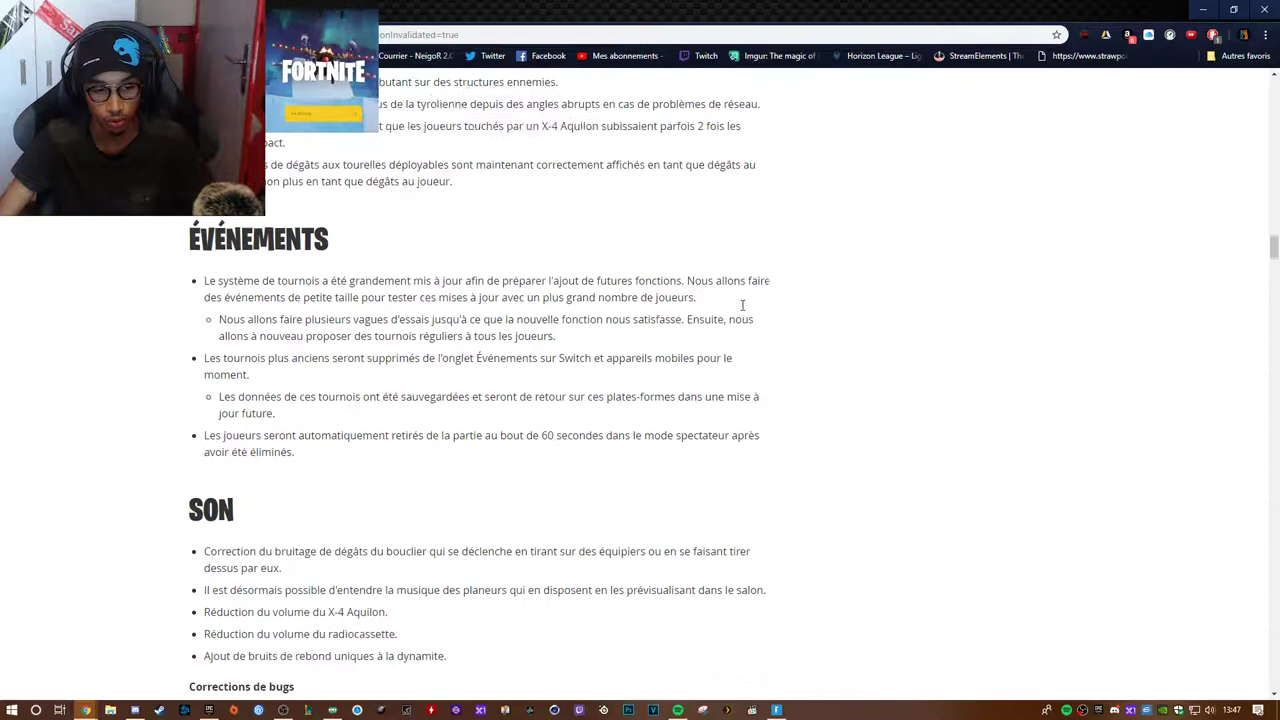 onInvalidated=true
Courrier - NeigoR 2.0
Twitter
Facebook
Mes abonnements -
Twitch
Imgur: The magic of
Horizon League – Lig
StreamElements | The
https://www.strawpo
Autres favoris
FORTNITE
butant sur des structures ennemies.
us de la tyrolienne depuis des angles abrupts en cas de problèmes de réseau.
t que les joueurs touchés par un X-4 Aquilon subissaient parfois 2 fois les
pact.
s de dégâts aux tourelles déployables sont maintenant correctement affichés en tant que dégâts au
on plus en tant que dégâts au joueur.
ÉVÉNEMENTS
• Le système de tournois a été grandement mis à jour afin de préparer l'ajout de futures fonctions. Nous allons faire
des événements de petite taille pour tester ces mises à jour avec un plus grand nombre de joueurs.
○ Nous allons faire plusieurs vagues d'essais jusqu'à ce que la nouvelle fonction nous satisfasse. Ensuite, nous
allons à nouveau proposer des tournois réguliers à tous les joueurs.
• Les tournois plus anciens seront supprimés de l'onglet Événements sur Switch et appareils mobiles pour le
moment.
○ Les données de ces tournois ont été sauvegardées et seront de retour sur ces plates-formes dans une mise à
jour future.
• Les joueurs seront automatiquement retirés de la partie au bout de 60 secondes dans le mode spectateur après
avoir été éliminés.
SON
• Correction du bruitage de dégâts du bouclier qui se déclenche en tirant sur des équipiers ou en se faisant tirer
dessus par eux.
• Il est désormais possible d'entendre la musique des planeurs qui en disposent en les prévisualisant dans le salon.
• Réduction du volume du X-4 Aquilon.
• Réduction du volume du radiocassette.
• Ajout de bruits de rebond uniques à la dynamite.
Corrections de bugs
13:47